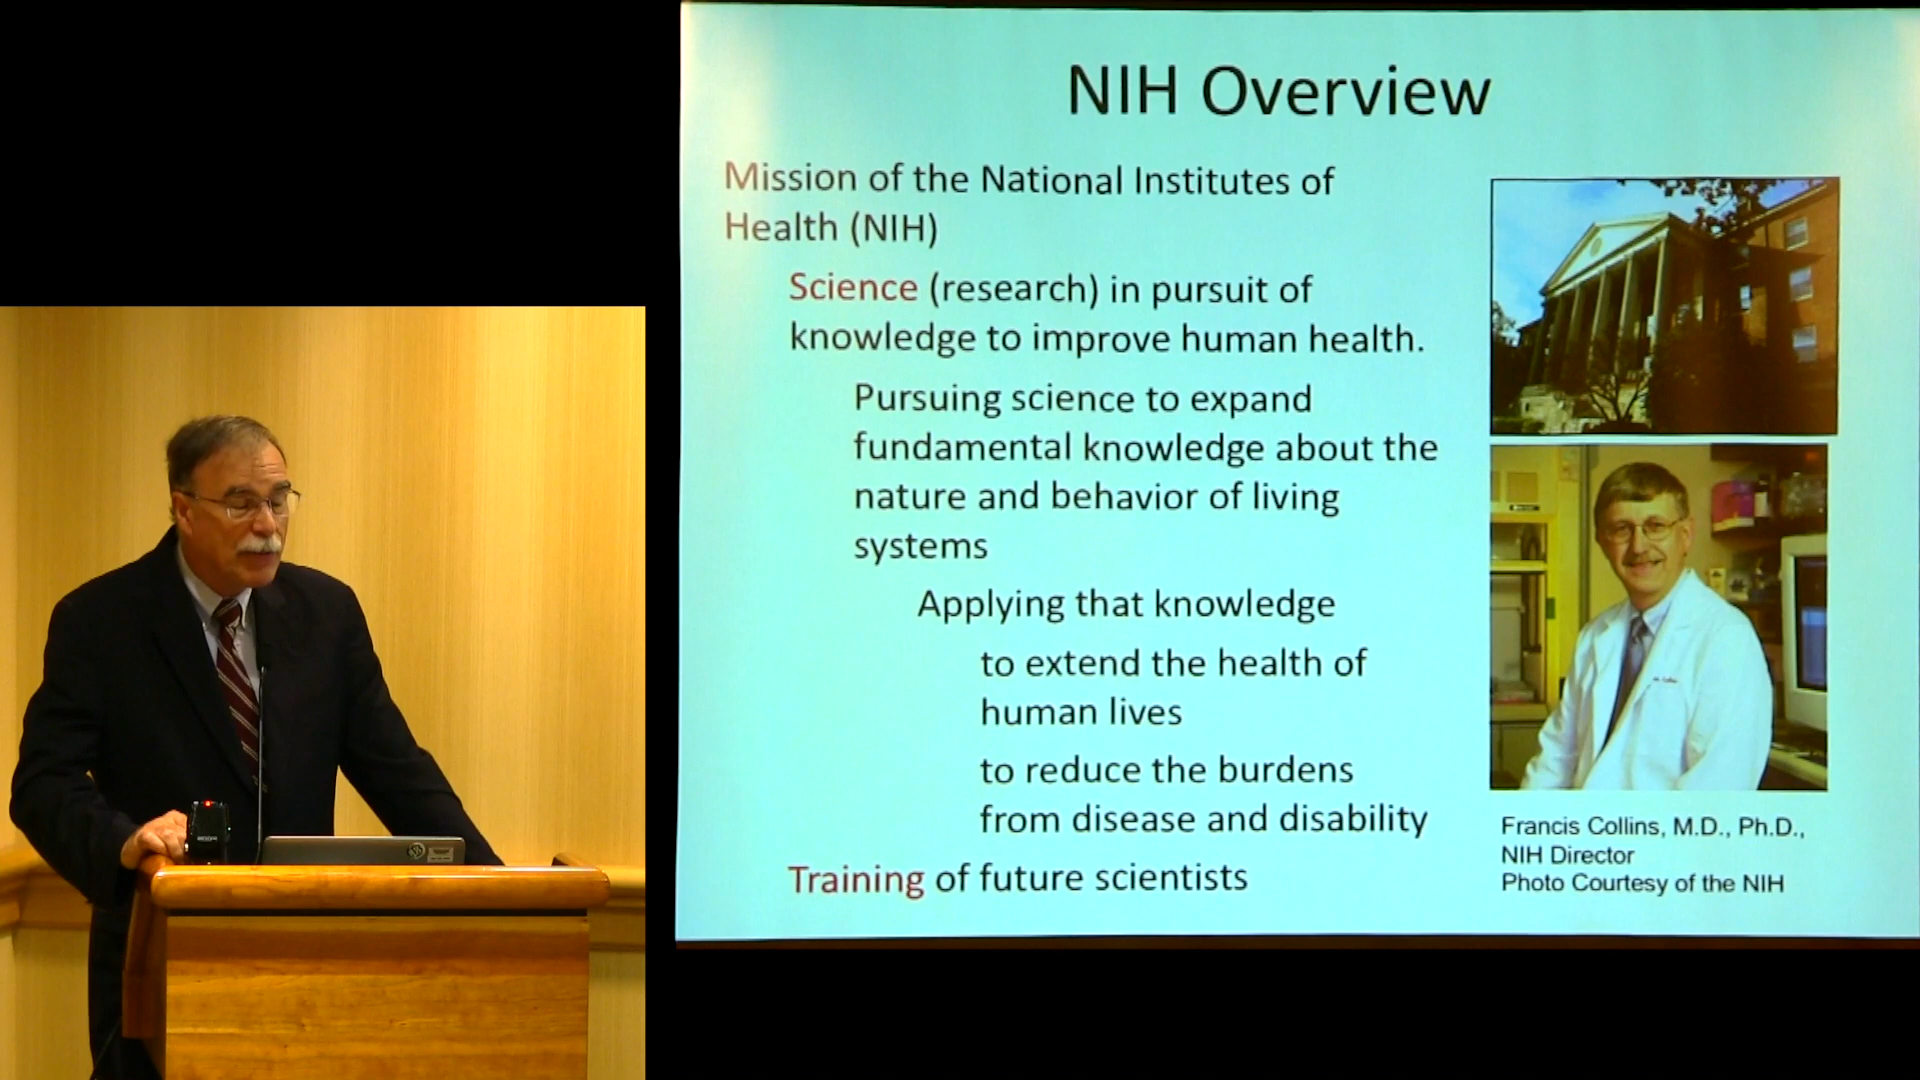 NIH Overview
Mission of the National Institutes of
Health (NIH)
Science (research) in pursuit of
knowledge to improve human health.
Pursuing science to expand
fundamental knowledge about the
nature and behavior of living
systems
Applying that knowledge
to extend the health of
human lives
to reduce the burdens
from disease and disability
Training of future scientists
Francis Collins, M.D., Ph.D.,
NIH Director
Photo Courtesy of the NIH